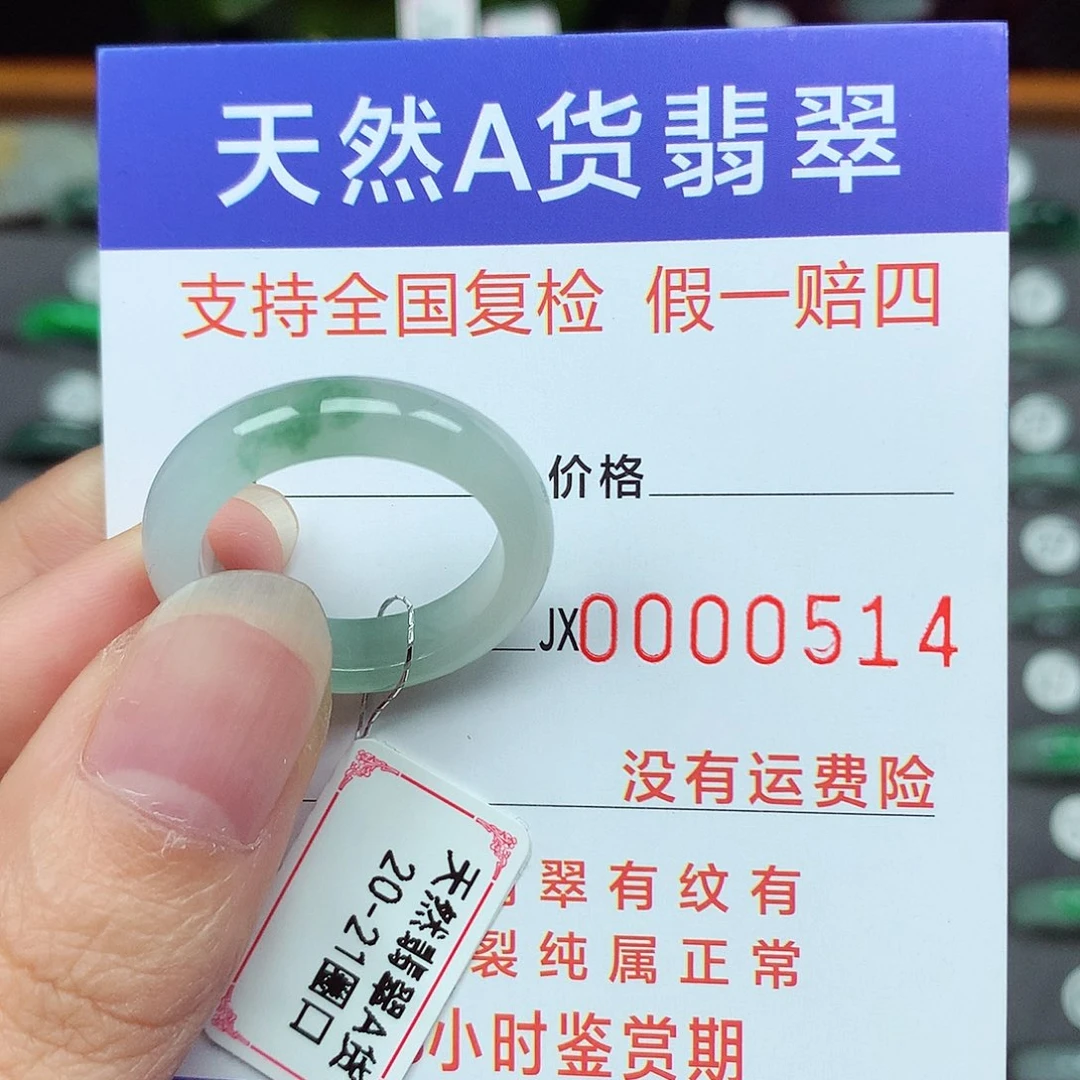 天然A货翡翠
支持全国复检 假一赔四
价格
JX0000514
没有运费险
翠有纹有
裂纯属正常
小时鉴赏期
天然翡翠A货
20-21圈口